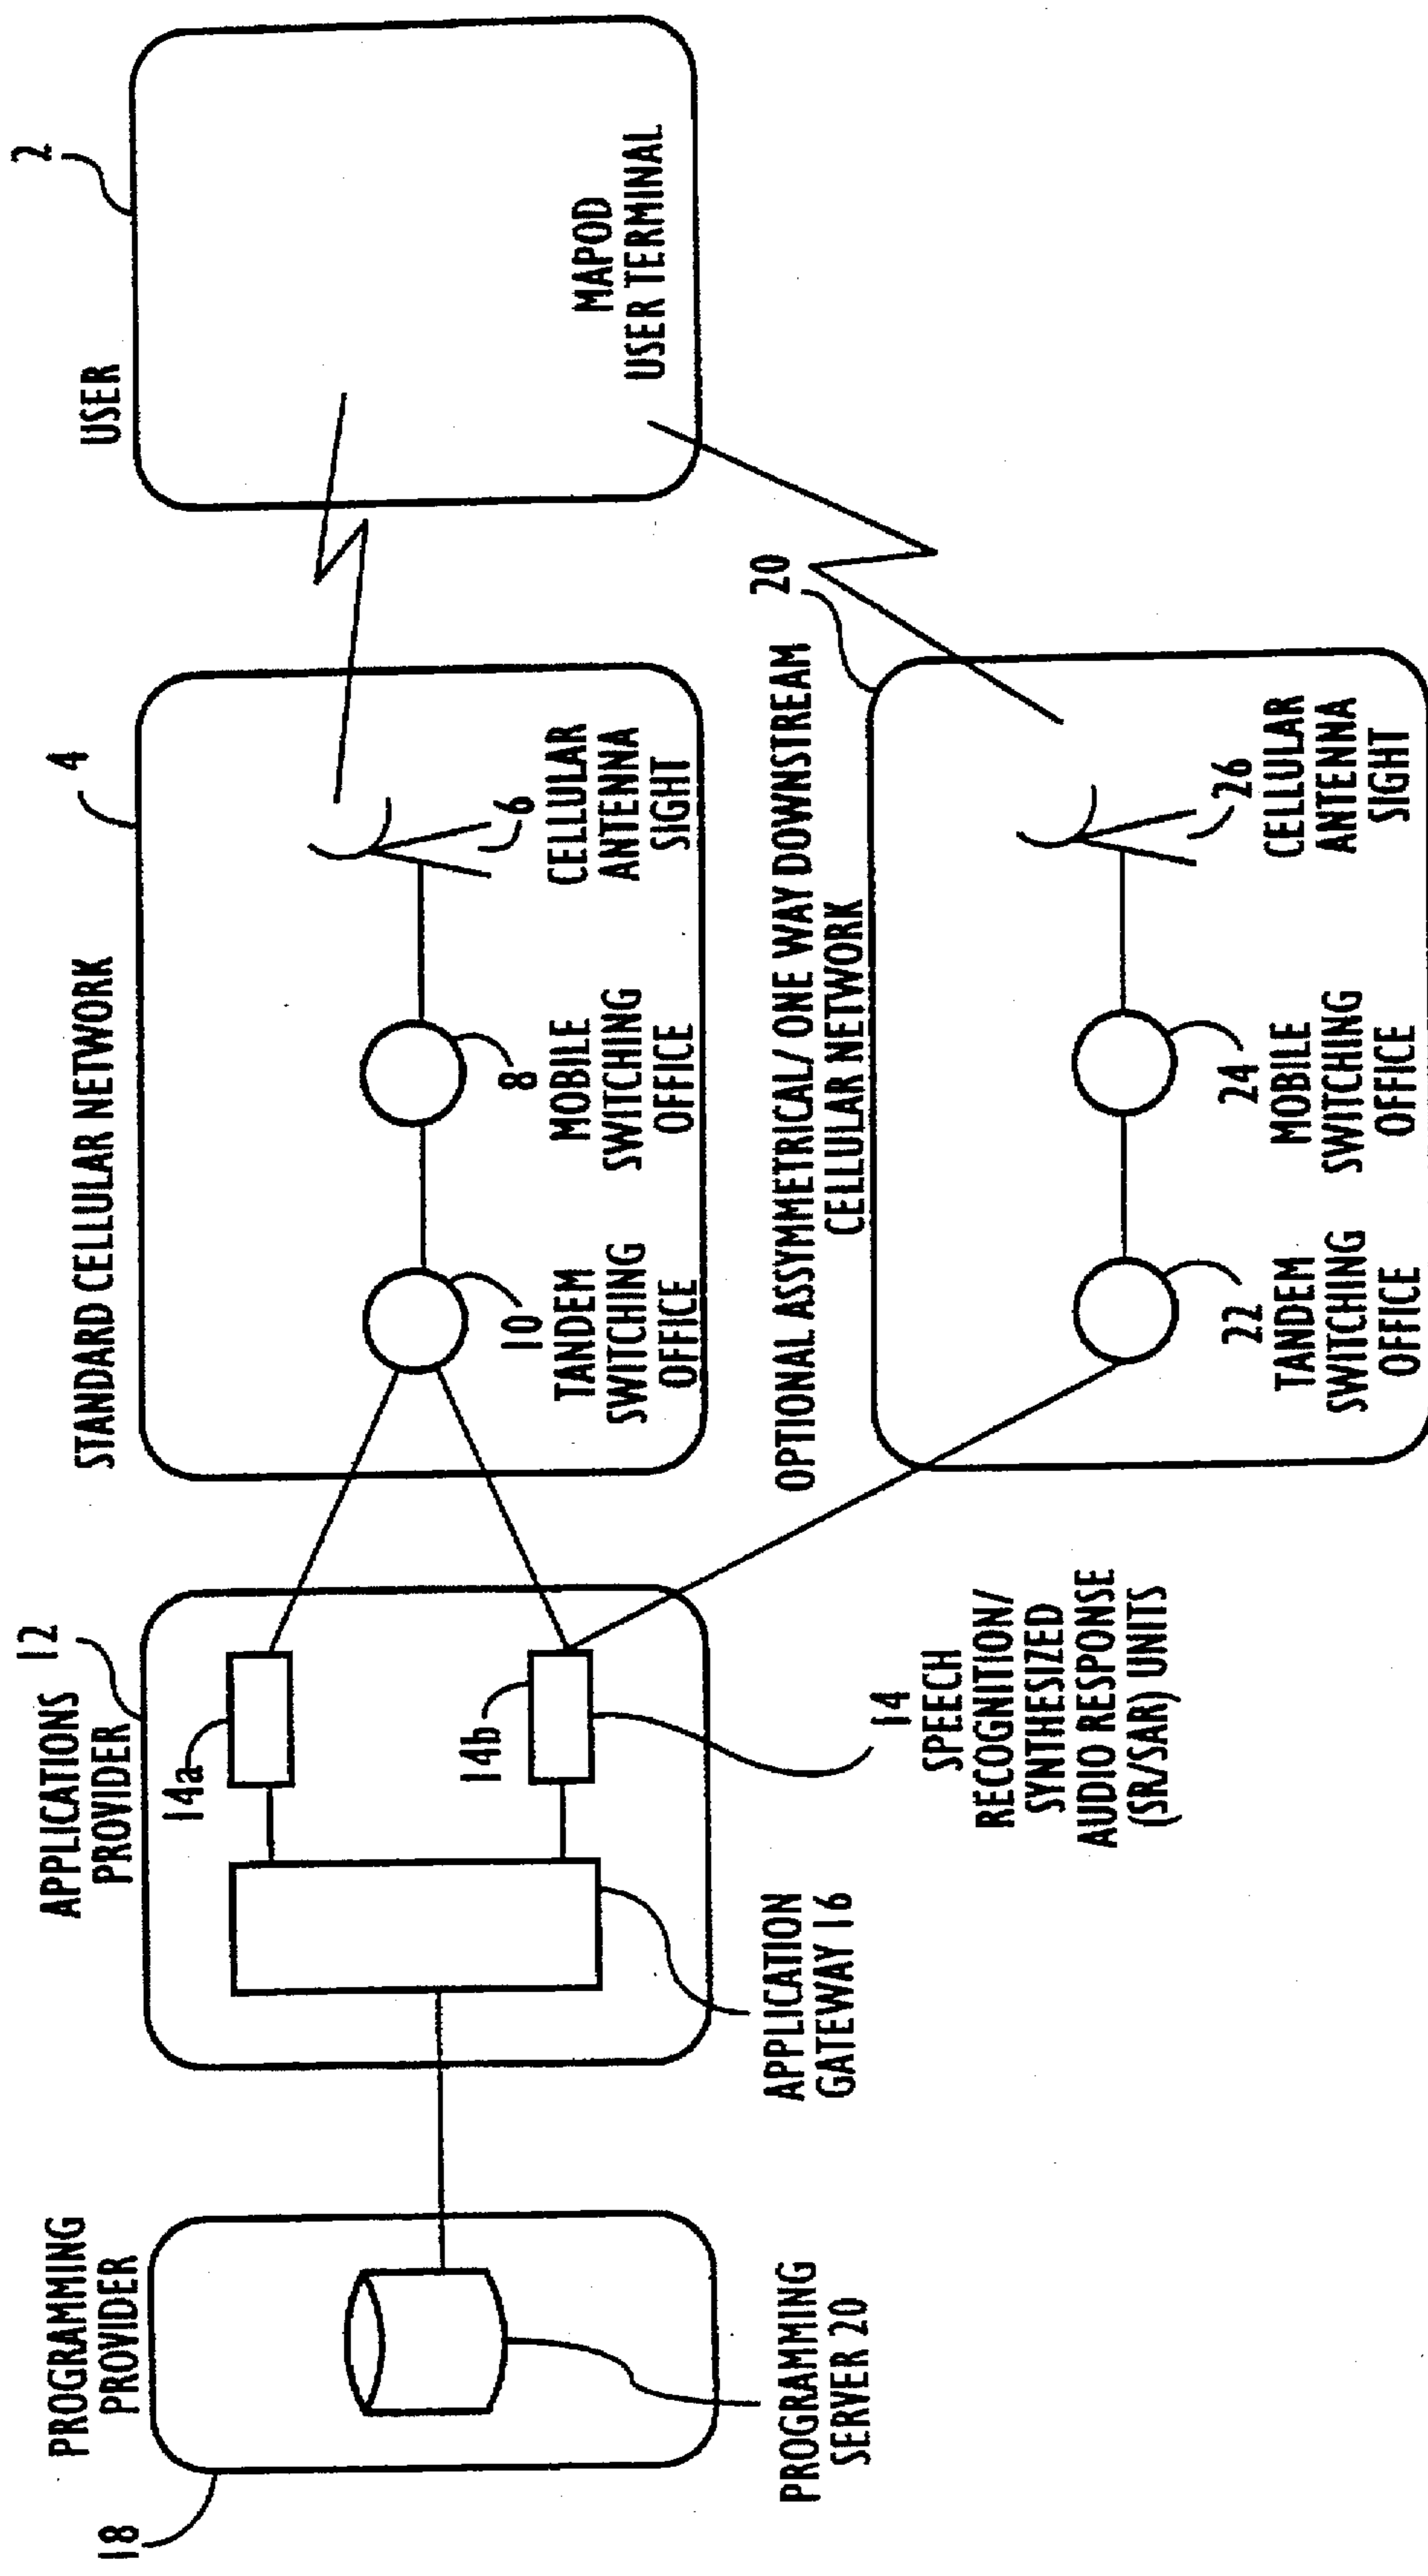 PROGRAMMING
PROVIDER
18
PROGRAMMING
SERVER 20
APPLICATIONS
PROVIDER
12
14a
14b
APPLICATION
GATEWAY 16
14
SPEECH
RECOGNITION/
SYNTHESIZED
AUDIO RESPONSE
(SR/SAR) UNITS
STANDARD CELLULAR NETWORK
4
10
TANDEM
SWITCHING
OFFICE
8
MOBILE
SWITCHING
OFFICE
6
CELLULAR
ANTENNA
SIGHT
USER
2
MAPOD
USER TERMINAL
OPTIONAL ASSYMETRICAL/ ONE WAY DOWNSTREAM
CELLULAR NETWORK
20
22
TANDEM
SWITCHING
OFFICE
24
MOBILE
SWITCHING
OFFICE
26
CELLULAR
ANTENNA
SIGHT